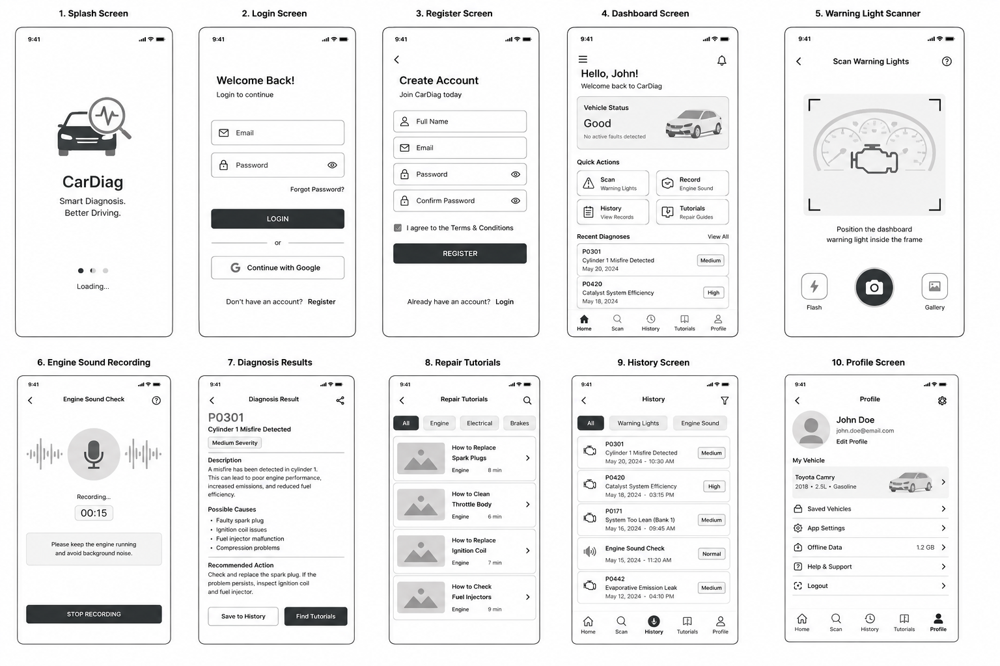 1. Splash Screen
9:41
CarDiag
Smart Diagnosis.
Better Driving.
Loading...
2. Login Screen
9:41
Welcome Back!
Login to continue
Email
Password
Forgot Password?
LOGIN
or
G Continue with Google
Don't have an account? Register
3. Register Screen
9:41
Create Account
Join CarDiag today
Full Name
Email
Password
Confirm Password
I agree to the Terms & Conditions
REGISTER
Already have an account? Login
4. Dashboard Screen
9:41
Hello, John!
Welcome back to CarDiag
Vehicle Status
Good
No active faults detected
Quick Actions
Scan
Warning Lights
Record
Engine Sound
History
View Records
Tutorials
Repair Guides
Recent Diagnoses View All
P0301
Cylinder 1 Misfire Detected
May 20, 2024
Medium
P0420
Catalyst System Efficiency
May 18, 2024
High
Home Scan History Tutorials Profile
5. Warning Light Scanner
9:41
Scan Warning Lights
Position the dashboard
warning light inside the frame
Flash
Gallery
6. Engine Sound Recording
9:41
Engine Sound Check
Recording...
00:15
Please keep the engine running
and avoid background noise.
STOP RECORDING
7. Diagnosis Results
9:41
Diagnosis Result
P0301
Cylinder 1 Misfire Detected
Medium Severity
Description
A misfire has been detected in cylinder 1.
This can lead to poor engine performance,
increased emissions, and reduced fuel
efficiency.
Possible Causes
• Faulty spark plug
• Ignition coil issues
• Fuel injector malfunction
• Compression problems
Recommended Action
Check and replace the spark plug. If the
problem persists, inspect ignition coil
and fuel injector.
Save to History
Find Tutorials
8. Repair Tutorials
9:41
Repair Tutorials
All Engine Electrical Brakes
How to Replace
Spark Plugs
Engine 8 min
How to Clean
Throttle Body
Engine 6 min
How to Replace
Ignition Coil
Engine 7 min
How to Check
Fuel Injectors
Engine 9 min
9. History Screen
9:41
History
All Warning Lights Engine Sound
P0301
Cylinder 1 Misfire Detected
May 20, 2024 - 10:30 AM
Medium
P0420
Catalyst System Efficiency
May 18, 2024 - 03:15 PM
High
P0171
System Too Lean (Bank 1)
May 16, 2024 - 09:45 AM
Medium
Engine Sound Check
May 15, 2024 - 11:20 AM
Normal
P0442
Evaporative Emission Leak
May 12, 2024 - 04:10 PM
Medium
Home Scan History Tutorials Profile
10. Profile Screen
9:41
Profile
John Doe
john.doe@email.com
Edit Profile
My Vehicle
Toyota Camry
2018 • 2.5L • Gasoline
Saved Vehicles
App Settings
Offline Data 1.2 GB
Help & Support
Logout
Home Scan History Tutorials Profile